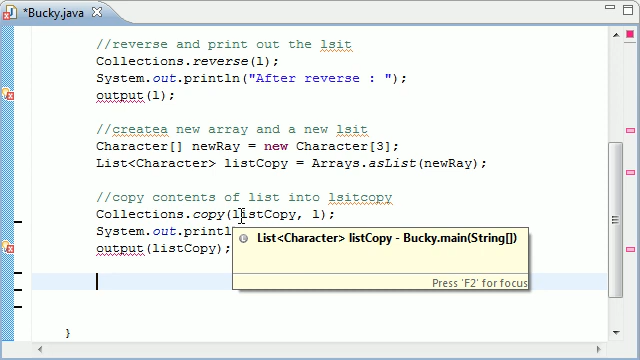 *Bucky.java
//reverse and print out the lsit
Collections.reverse(l);
System.out.println("After reverse : ");
output(l);
//createa new array and a new lsit
Character[] newRay = new Character[3];
List<Character> listCopy = Arrays.asList(newRay);
//copy contents of list into lsitcopy
Collections.copy(listCopy, l);
System.out.println
output(listCopy);
List<Character> listCopy - Bucky.main(String[])
Press 'F2' for focus
}